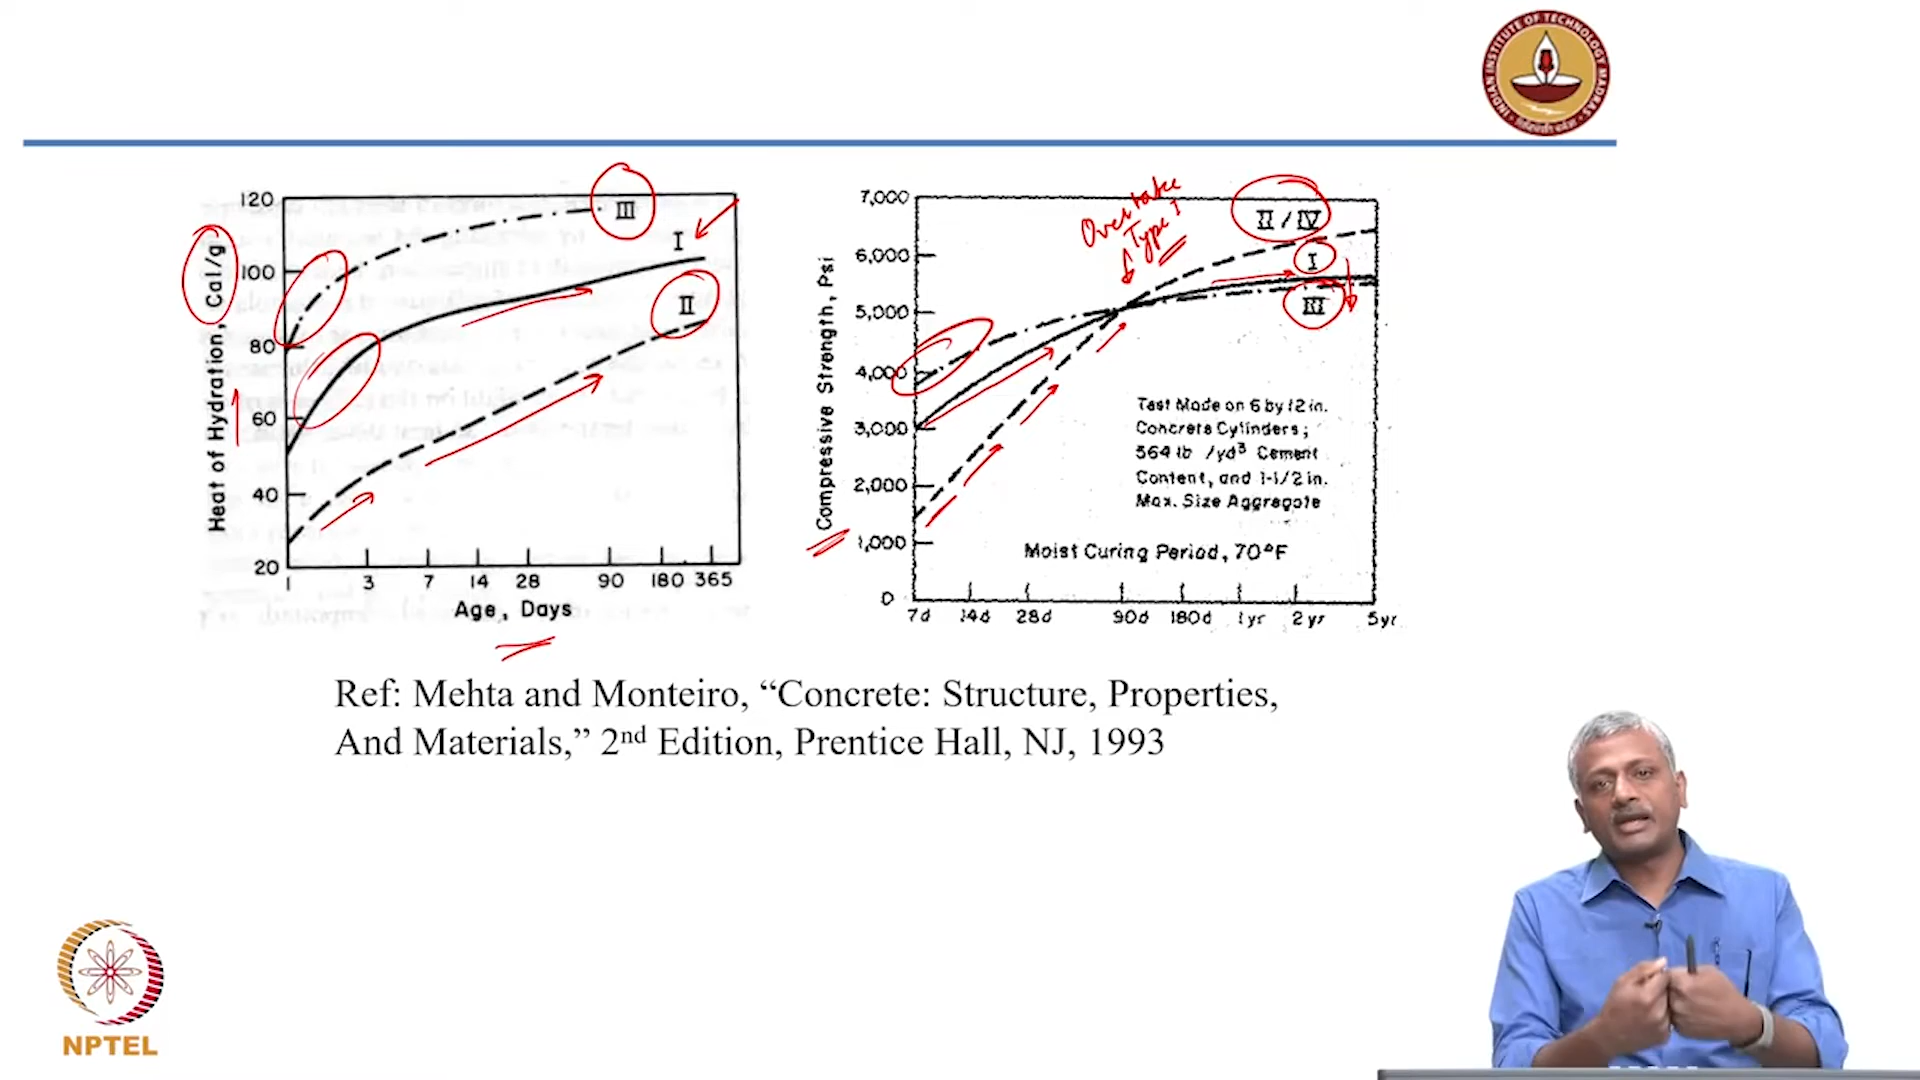 INDIAN INSTITUTE OF TECHNOLOGY MADRAS
120
100
80
60
40
20
Heat of Hydration, Cal/g
III
I
II
1 3 7 14 28 90 180 365
Age, Days
7,000
6,000
5,000
4,000
3,000
2,000
1,000
0
Compressive Strength, Psi
Overtake
Type I
II/IV
I
III
Test Made on 6 by 12 in.
Concrete Cylinders;
564 lb /yd³ Cement
Content, and 1-1/2 in.
Max. Size Aggregate
Moist Curing Period, 70°F
7d 14d 28d 90d 180d 1yr 2yr 5yr
Ref: Mehta and Monteiro, “Concrete: Structure, Properties,
And Materials,” 2nd Edition, Prentice Hall, NJ, 1993
NPTEL